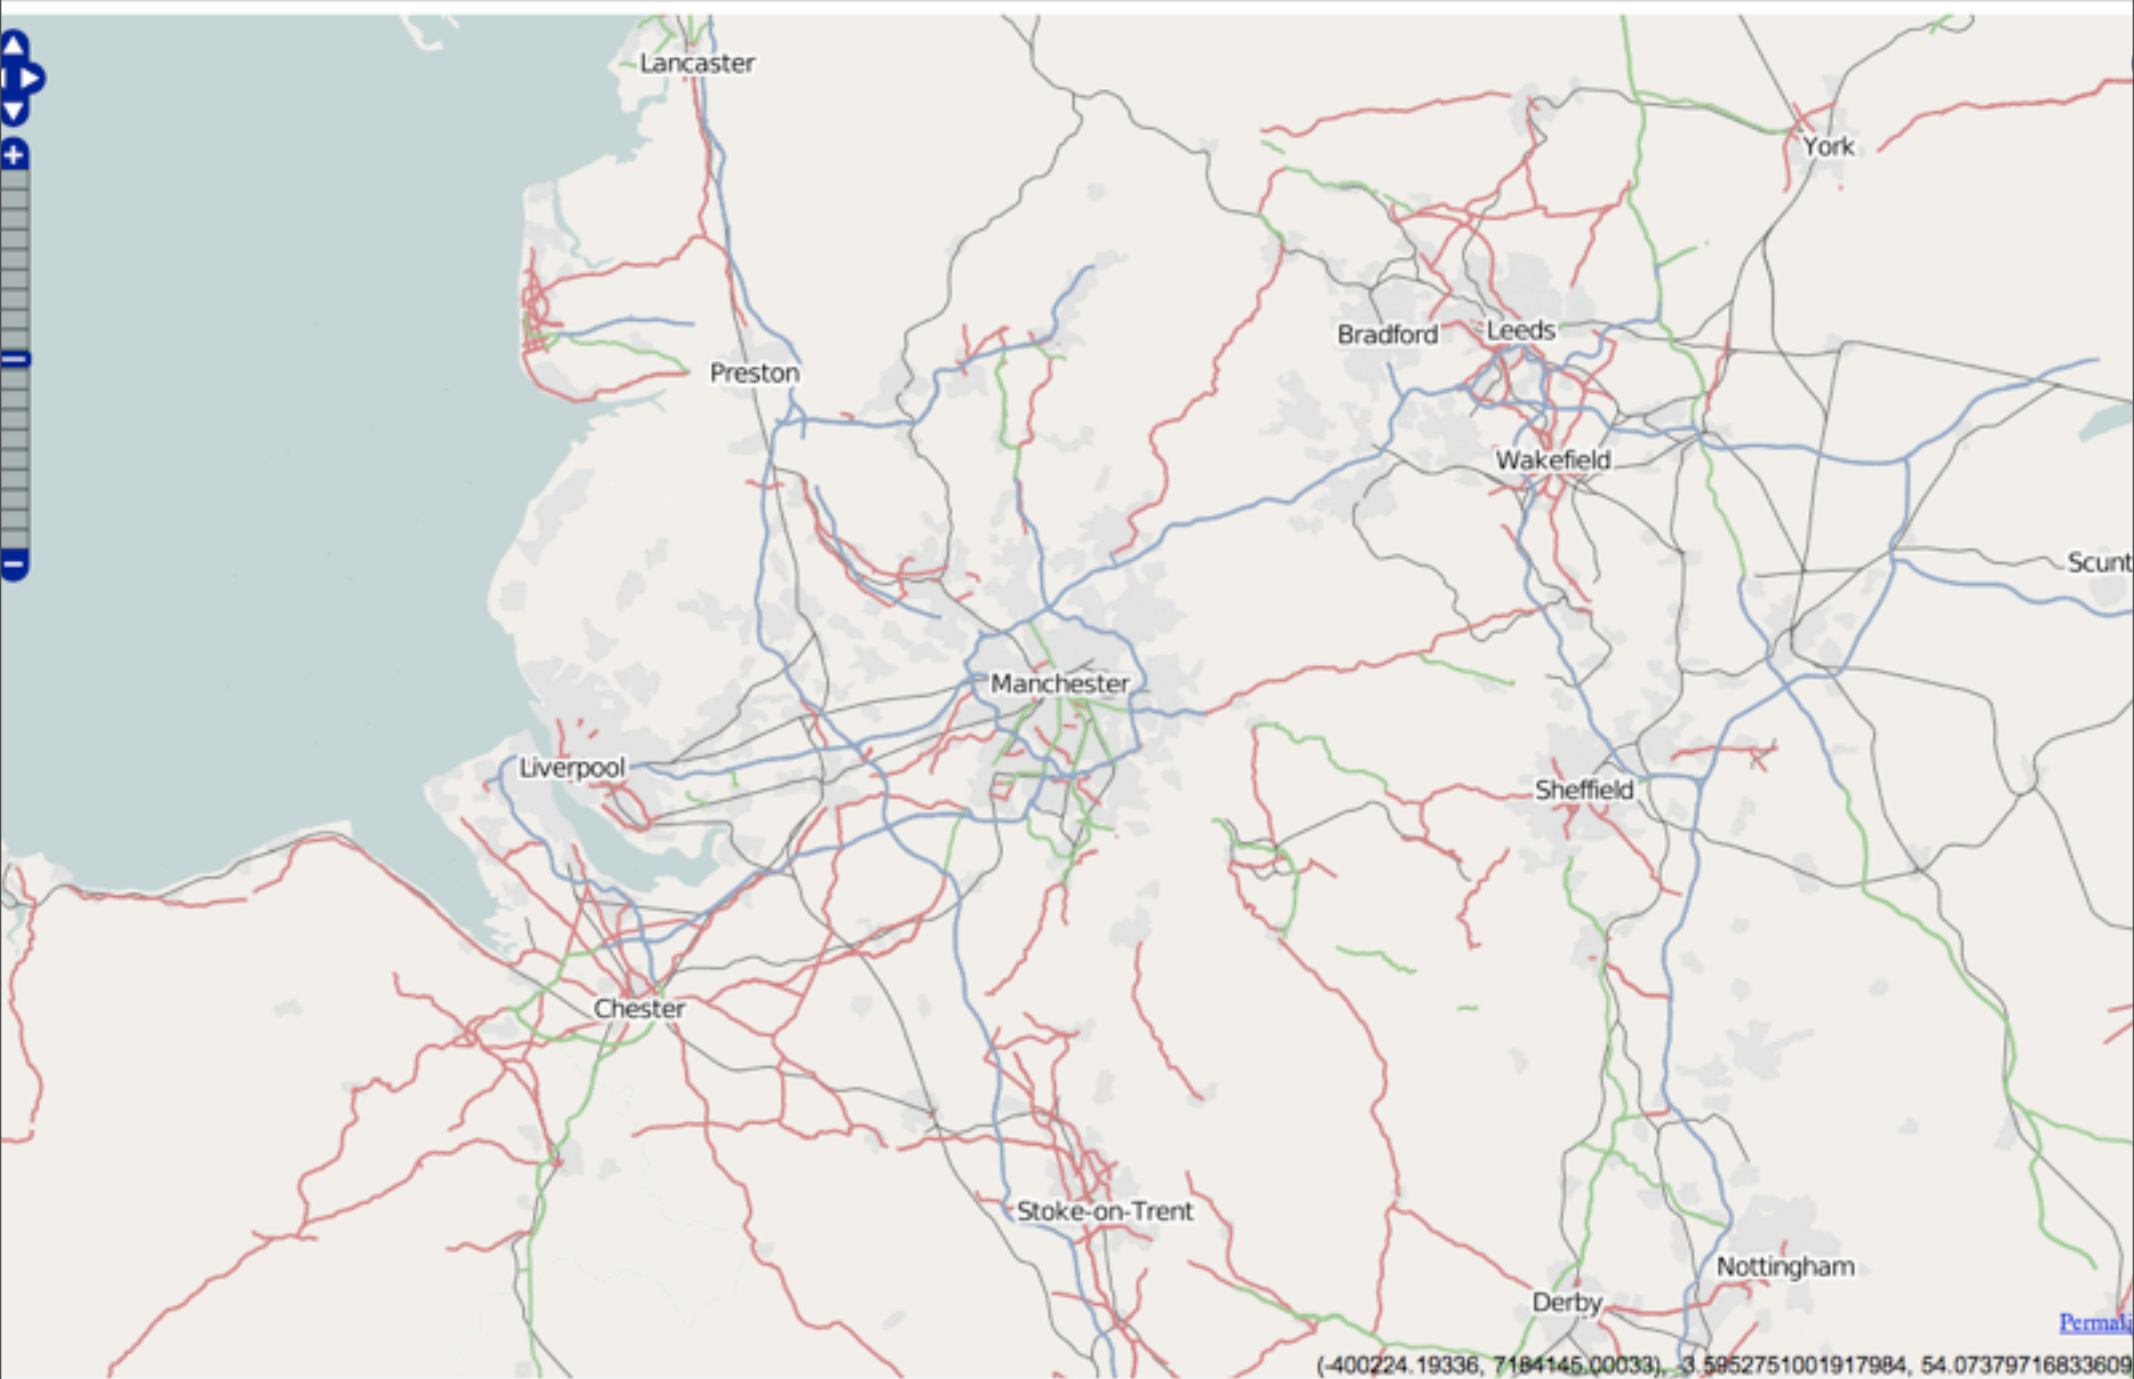 Lancaster
York
Bradford
Leeds
Preston
Wakefield
Scunt
Manchester
Liverpool
Sheffield
Chester
Stoke-on-Trent
Nottingham
Derby
Permali
(-400224.19336, 7184145.00033), -3.5952751001917984, 54.07379716833609